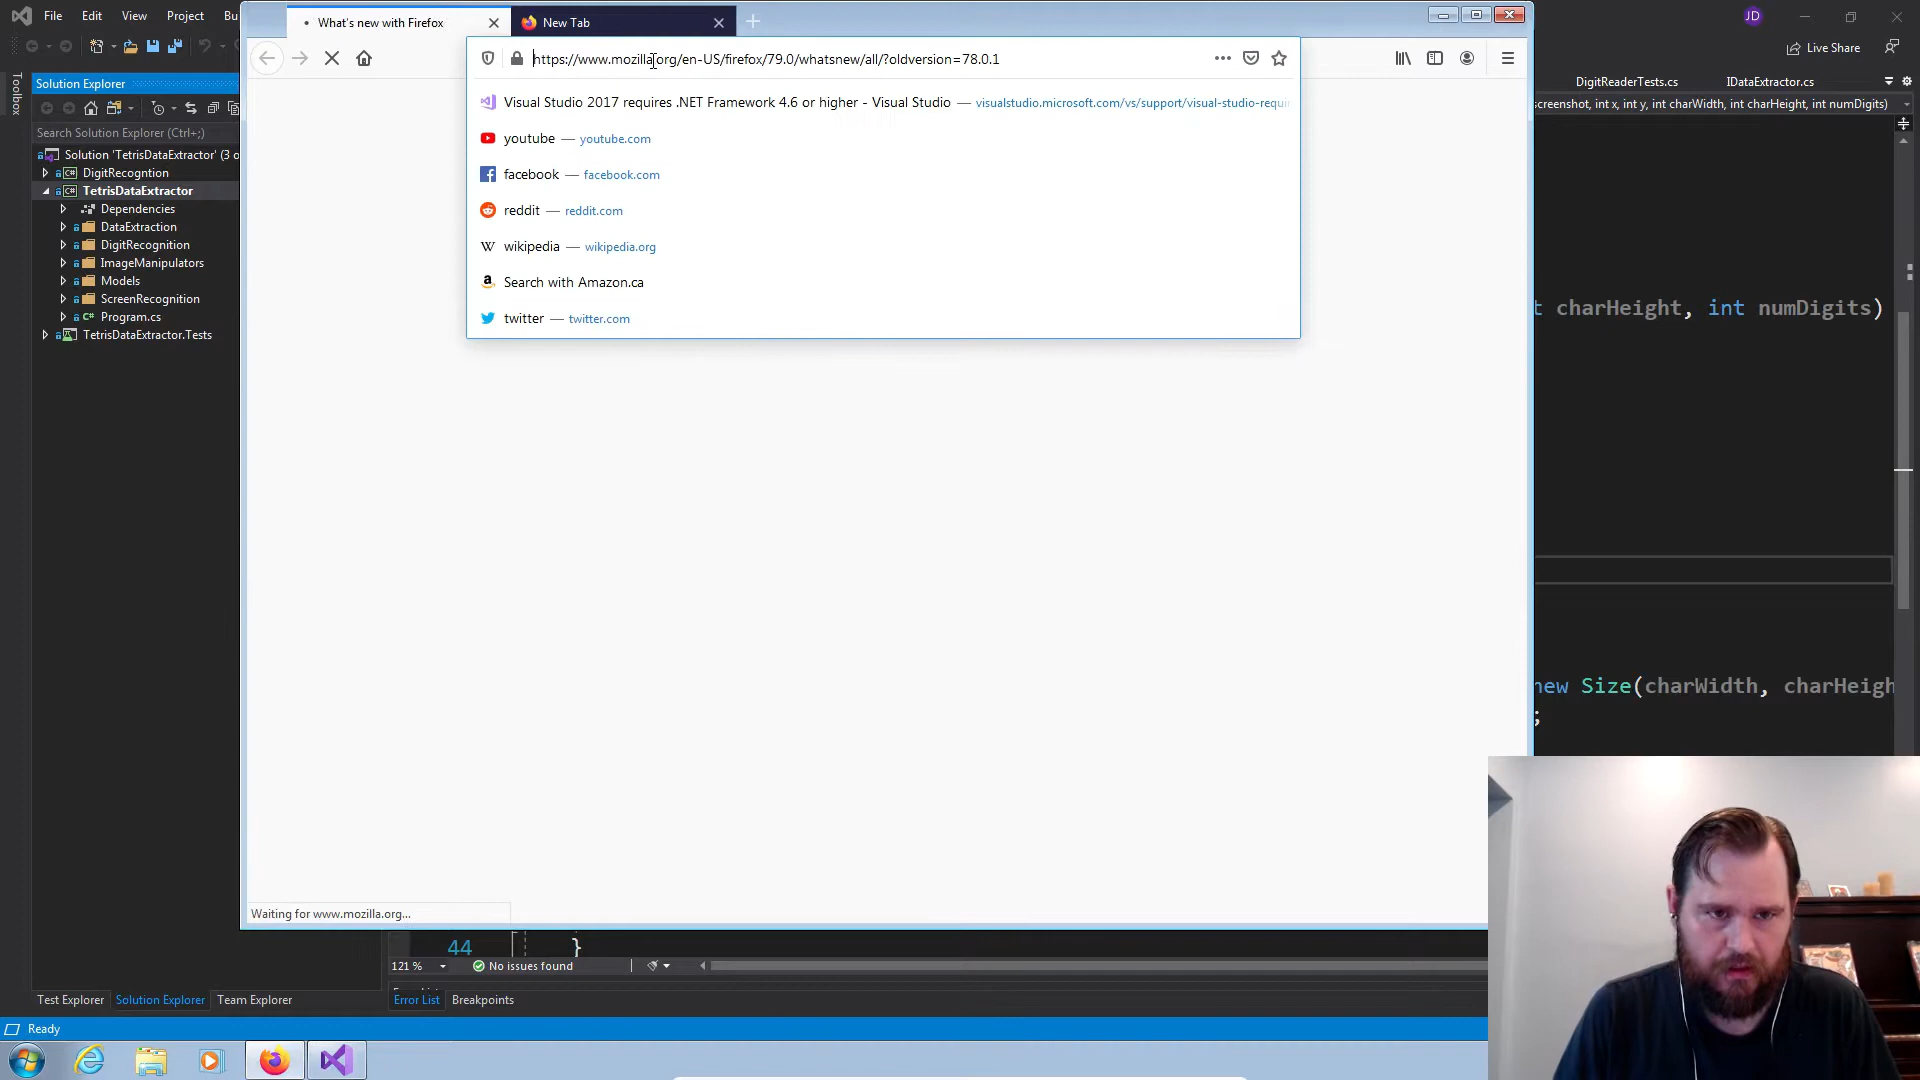 File Edit View Project Bu
What's new with Firefox
New Tab
JD
https://www.mozilla.org/en-US/firefox/79.0/whatsnew/all/?oldversion=78.0.1
Live Share
Solution Explorer
Toolbox
DigitReaderTests.cs
IDataExtractor.cs
Visual Studio 2017 requires .NET Framework 4.6 or higher - Visual Studio — visualstudio.microsoft.com/vs/support/visual-studio-requi
screenshot, int x, int y, int charWidth, int charHeight, int numDigits)
Search Solution Explorer (Ctrl+;)
youtube — youtube.com
Solution 'TetrisDataExtractor' (3 o
DigitRecogntion
facebook — facebook.com
TetrisDataExtractor
Dependencies
reddit — reddit.com
DataExtraction
DigitRecognition
wikipedia — wikipedia.org
ImageManipulators
Models
Search with Amazon.ca
ScreenRecognition
Program.cs
twitter — twitter.com
t charHeight, int numDigits)
TetrisDataExtractor.Tests
new Size(charWidth, charHeigh
;
Waiting for www.mozilla.org...
44 }
121 %
No issues found
Test Explorer Solution Explorer Team Explorer
Error List Breakpoints
Ready